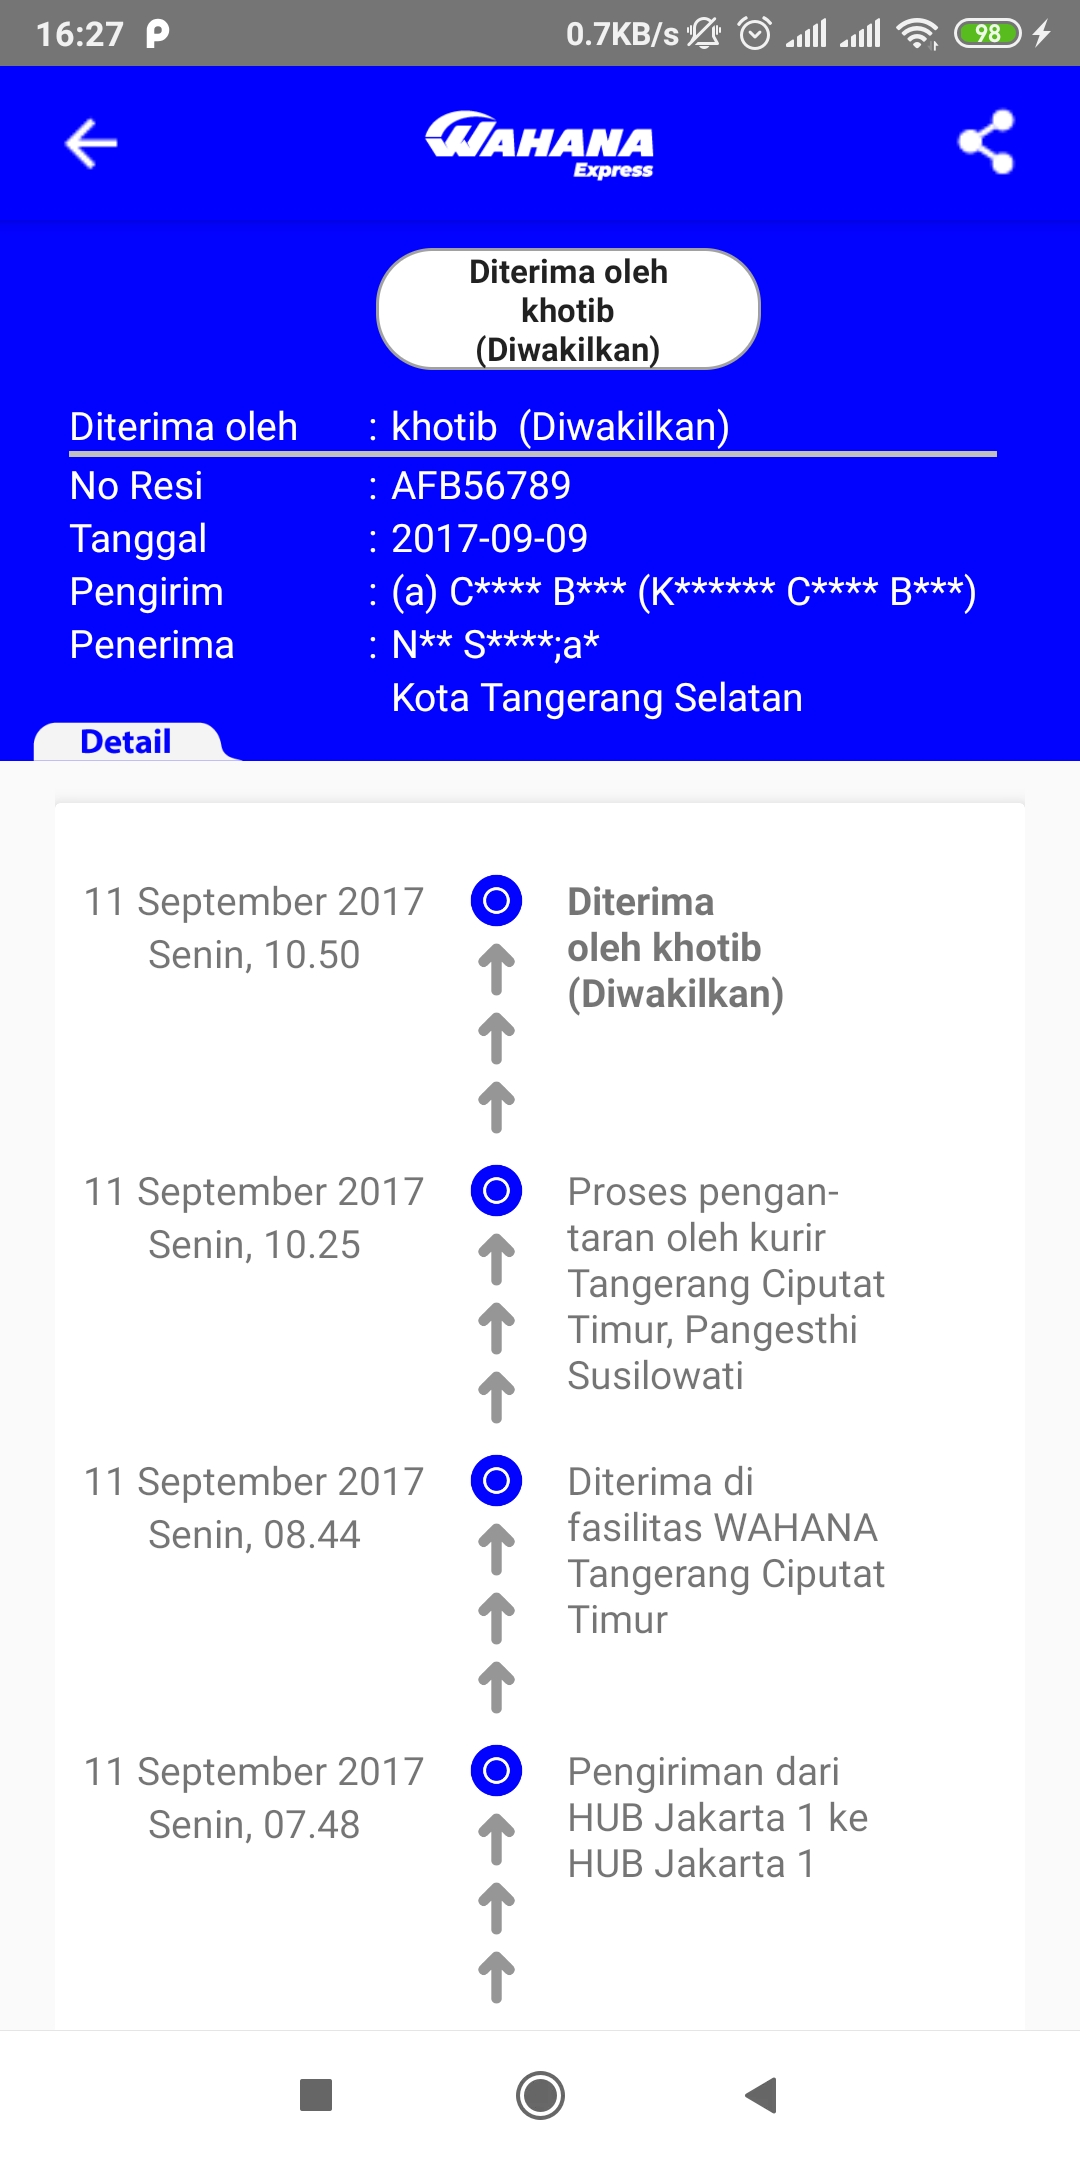 16:27 P 0.7KB/s 98
WAHANA
Express
Diterima oleh
khotib
(Diwakilkan)
Diterima oleh : khotib (Diwakilkan)
No Resi : AFB56789
Tanggal : 2017-09-09
Pengirim : (a) C**** B*** (K****** C**** B***)
Penerima : N** S****;a*
Kota Tangerang Selatan
Detail
11 September 2017
Senin, 10.50
Diterima
oleh khotib
(Diwakilkan)
11 September 2017
Senin, 10.25
Proses pengan-
taran oleh kurir
Tangerang Ciputat
Timur, Pangesthi
Susilowati
11 September 2017
Senin, 08.44
Diterima di
fasilitas WAHANA
Tangerang Ciputat
Timur
11 September 2017
Senin, 07.48
Pengiriman dari
HUB Jakarta 1 ke
HUB Jakarta 1